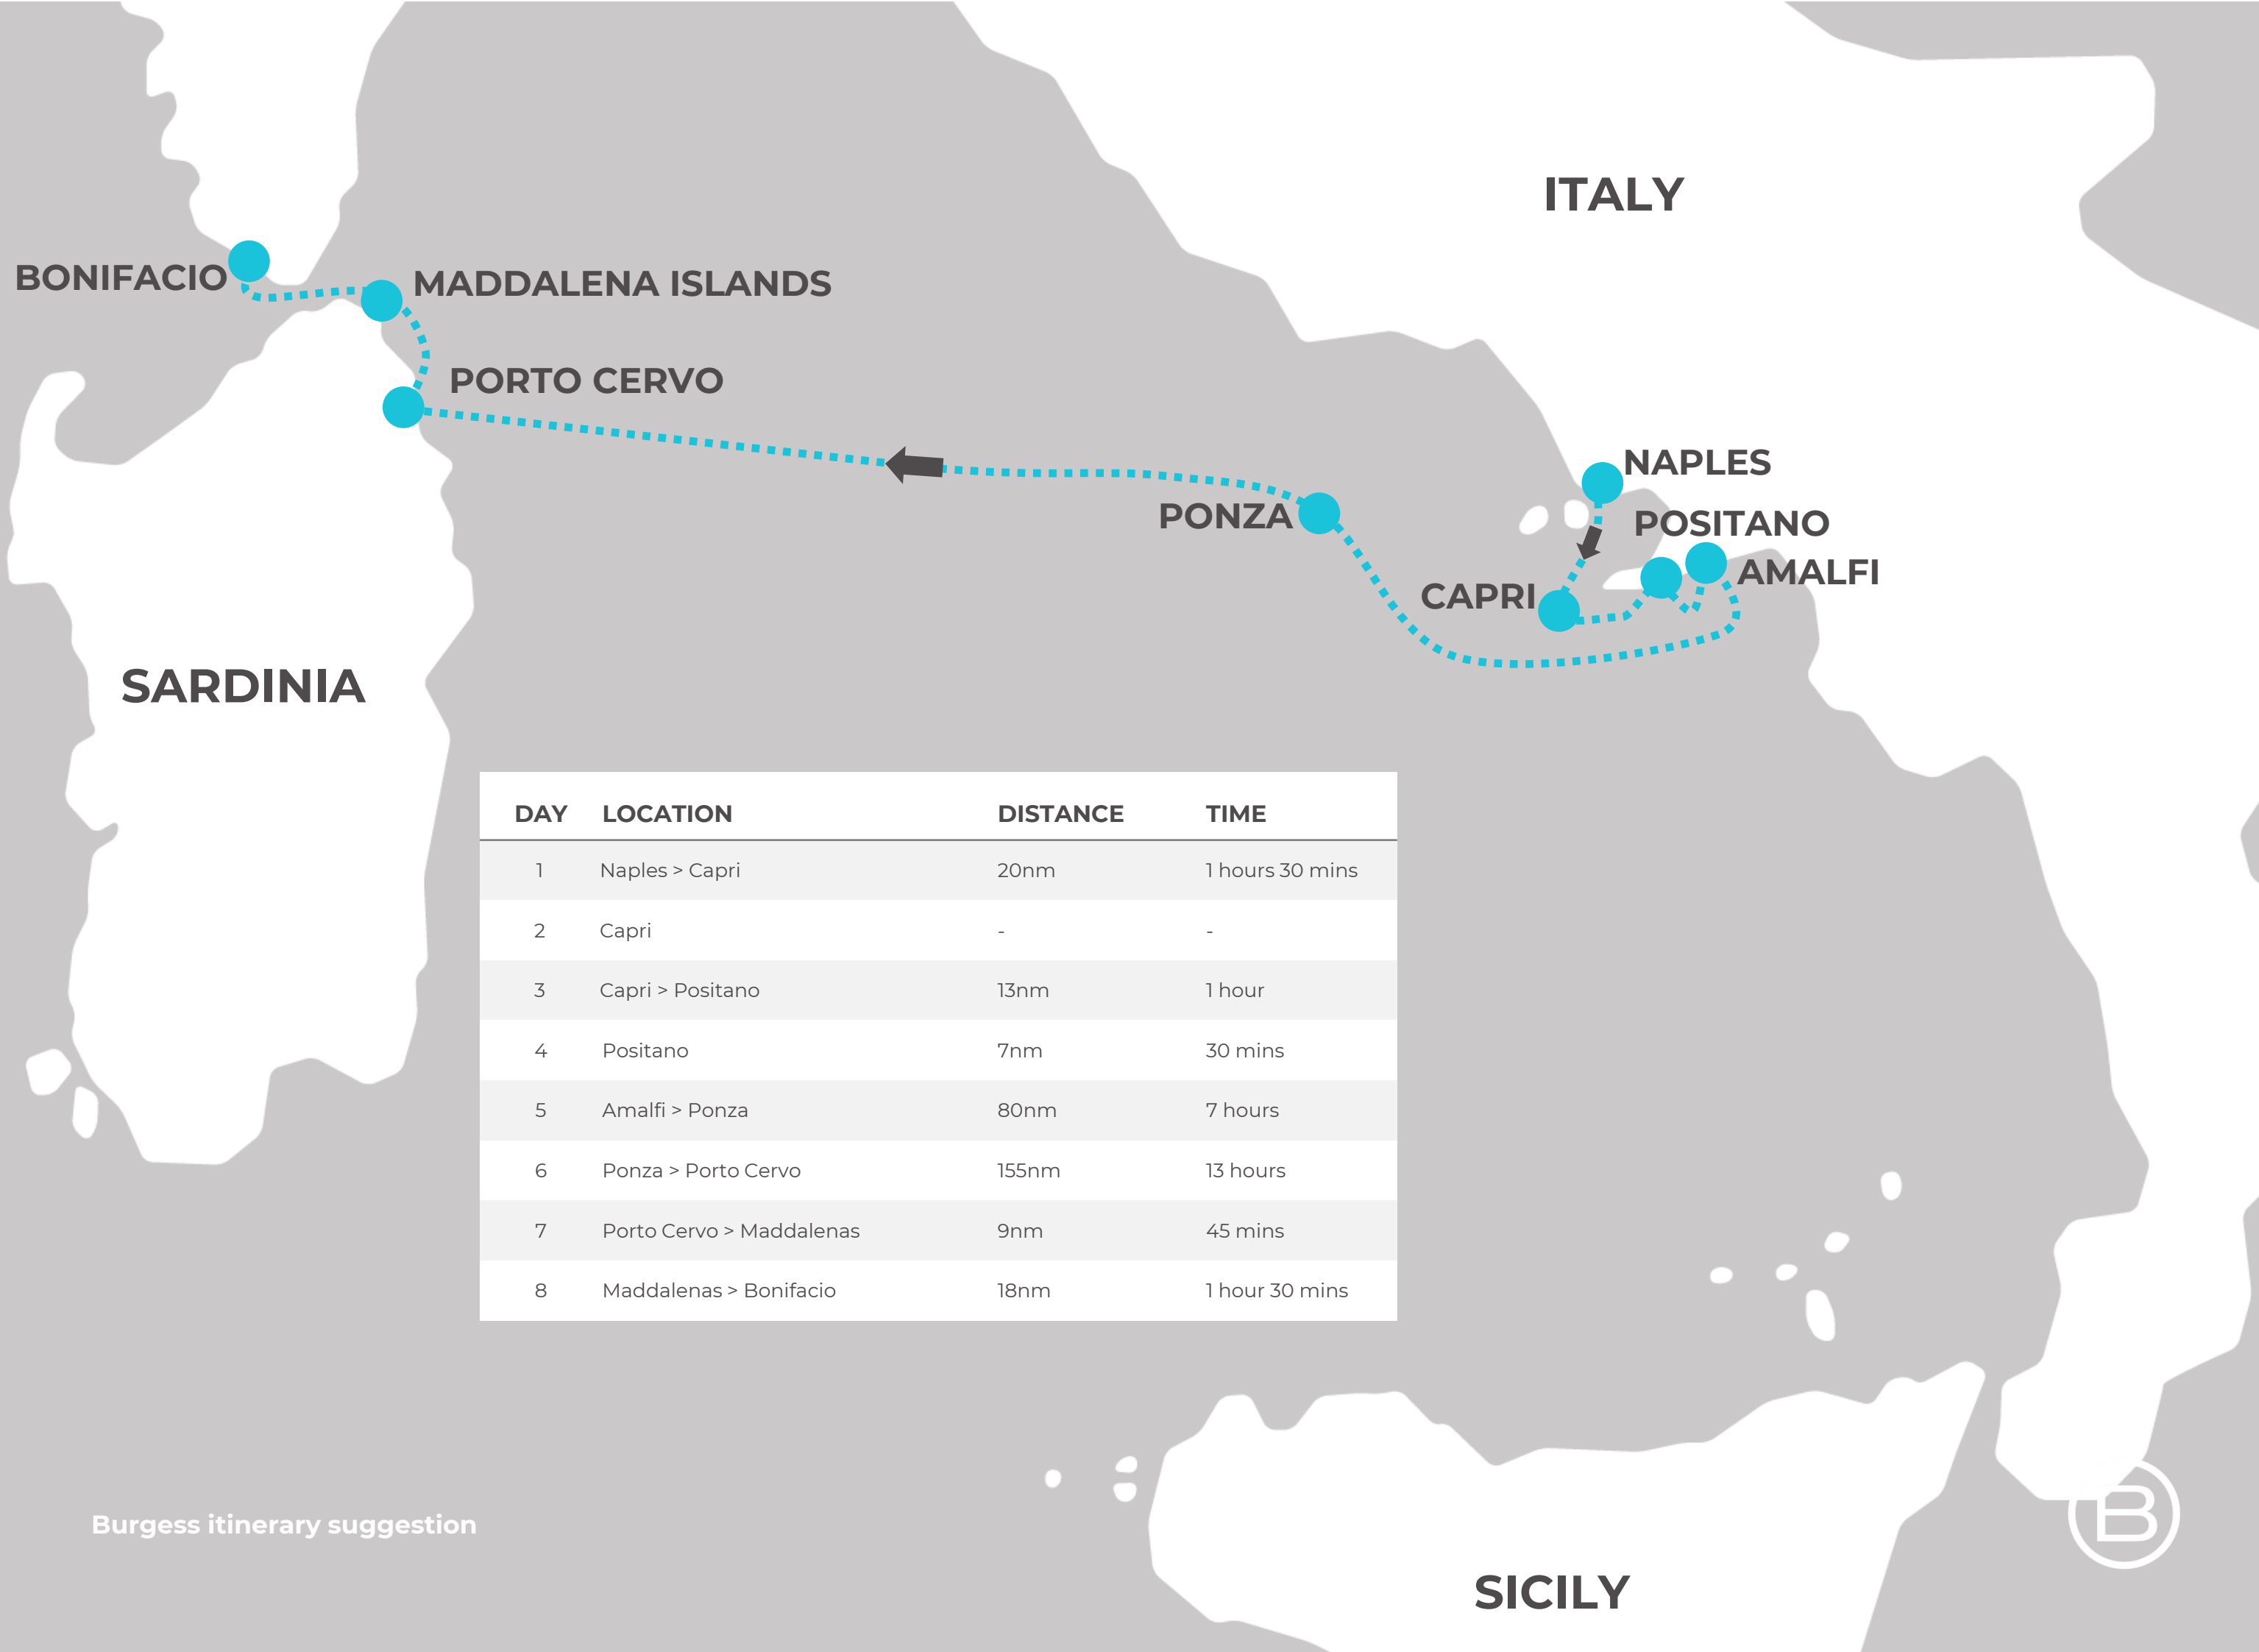 ITALY
BONIFACIO
MADDALENA ISLANDS
PORTO CERVO
NAPLES
PONZA
POSITANO
AMALFI
CAPRI
SARDINIA
DAY LOCATION DISTANCE TIME
1 Naples > Capri 20nm 1 hours 30 mins
2 Capri - -
3 Capri > Positano 13nm 1 hour
4 Positano 7nm 30 mins
5 Amalfi > Ponza 80nm 7 hours
6 Ponza > Porto Cervo 155nm 13 hours
7 Porto Cervo > Maddalenas 9nm 45 mins
8 Maddalenas > Bonifacio 18nm 1 hour 30 mins
Burgess itinerary suggestion
B
SICILY